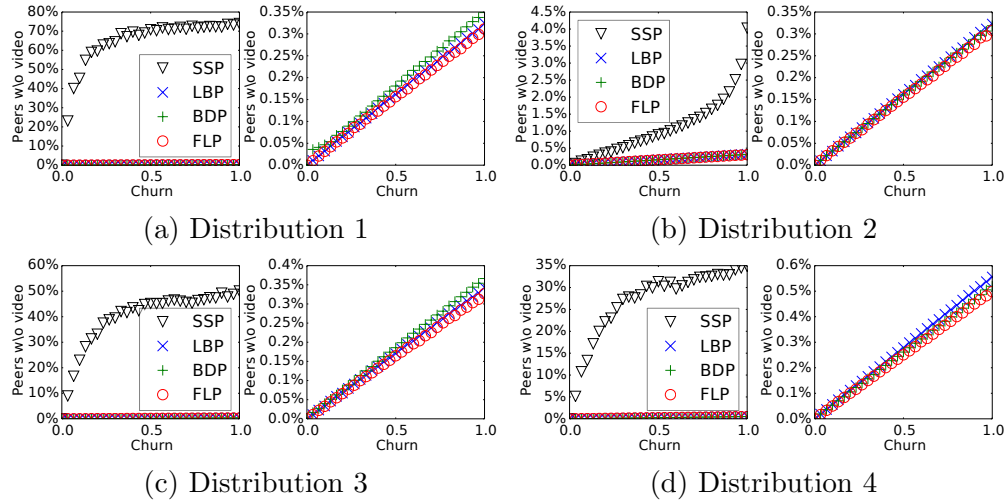 Peers w\o video
80%
70%
60%
50%
40%
30%
20%
10%
0%
SSP
LBP
BDP
FLP
0.0
0.5
1.0
Churn
Peers w\o video
0.35%
0.30%
0.25%
0.20%
0.15%
0.10%
0.05%
0.00%
0.0
0.5
1.0
Churn
(a) Distribution 1
Peers w\o video
4.5%
4.0%
3.5%
3.0%
2.5%
2.0%
1.5%
1.0%
0.5%
0.0%
SSP
LBP
BDP
FLP
0.0
0.5
1.0
Churn
Peers w\o video
0.35%
0.30%
0.25%
0.20%
0.15%
0.10%
0.05%
0.00%
0.0
0.5
1.0
Churn
(b) Distribution 2
Peers w\o video
60%
50%
40%
30%
20%
10%
0%
SSP
LBP
BDP
FLP
0.0
0.5
1.0
Churn
Peers w\o video
0.4%
0.3%
0.3%
0.2%
0.2%
0.1%
0.1%
0.1%
0.0%
0.0
0.5
1.0
Churn
(c) Distribution 3
Peers w\o video
35%
30%
25%
20%
15%
10%
5%
0%
SSP
LBP
BDP
FLP
0.0
0.5
1.0
Churn
Peers w\o video
0.6%
0.5%
0.4%
0.3%
0.2%
0.1%
0.0%
0.0
0.5
1.0
Churn
(d) Distribution 4